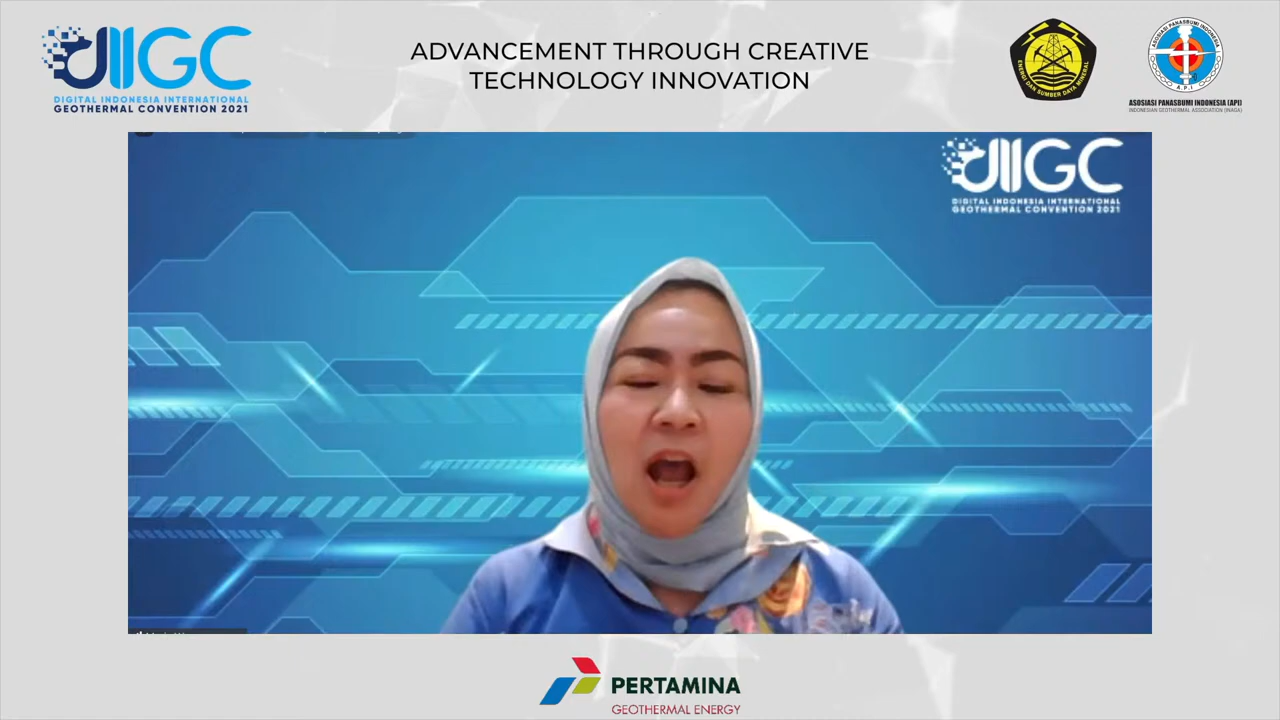 DIIGC
DIGITAL INDONESIA INTERNATIONAL
GEOTHERMAL CONVENTION 2021
ADVANCEMENT THROUGH CREATIVE
TECHNOLOGY INNOVATION
ENERGI DAN SUMBER DAYA MINERAL
ASOSIASI PANASBUMI INDONESIA
A.P.I
ASOSIASI PANASBUMI INDONESIA (API)
INDONESIAN GEOTHERMAL ASSOCIATION (INAGA)
DIIGC
DIGITAL INDONESIA INTERNATIONAL
GEOTHERMAL CONVENTION 2021
PERTAMINA
GEOTHERMAL ENERGY